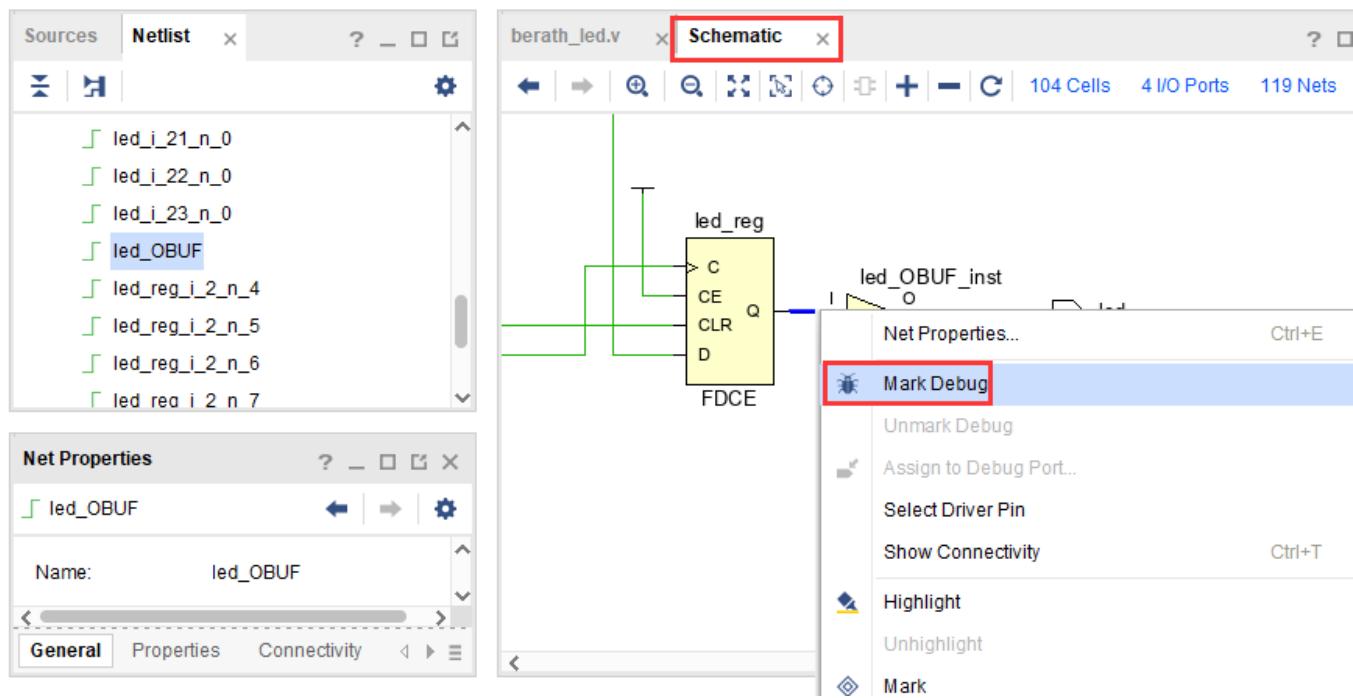 Sources Netlist
led_i_21_n_0
led_i_22_n_0
led_i_23_n_0
led_OBUF
led_reg_i_2_n_4
led_reg_i_2_n_5
led_reg_i_2_n_6
led_reg_i_2_n_7
Net Properties
led_OBUF
Name: led_OBUF
General Properties Connectivity
berath_led.v Schematic
104 Cells 4 I/O Ports 119 Nets
led_reg
C
CE
CLR
D
Q
FDCE
led_OBUF_inst
I O
led
Net Properties... Ctrl+E
Mark Debug
Unmark Debug
Assign to Debug Port...
Select Driver Pin
Show Connectivity Ctrl+T
Highlight
Unhighlight
Mark